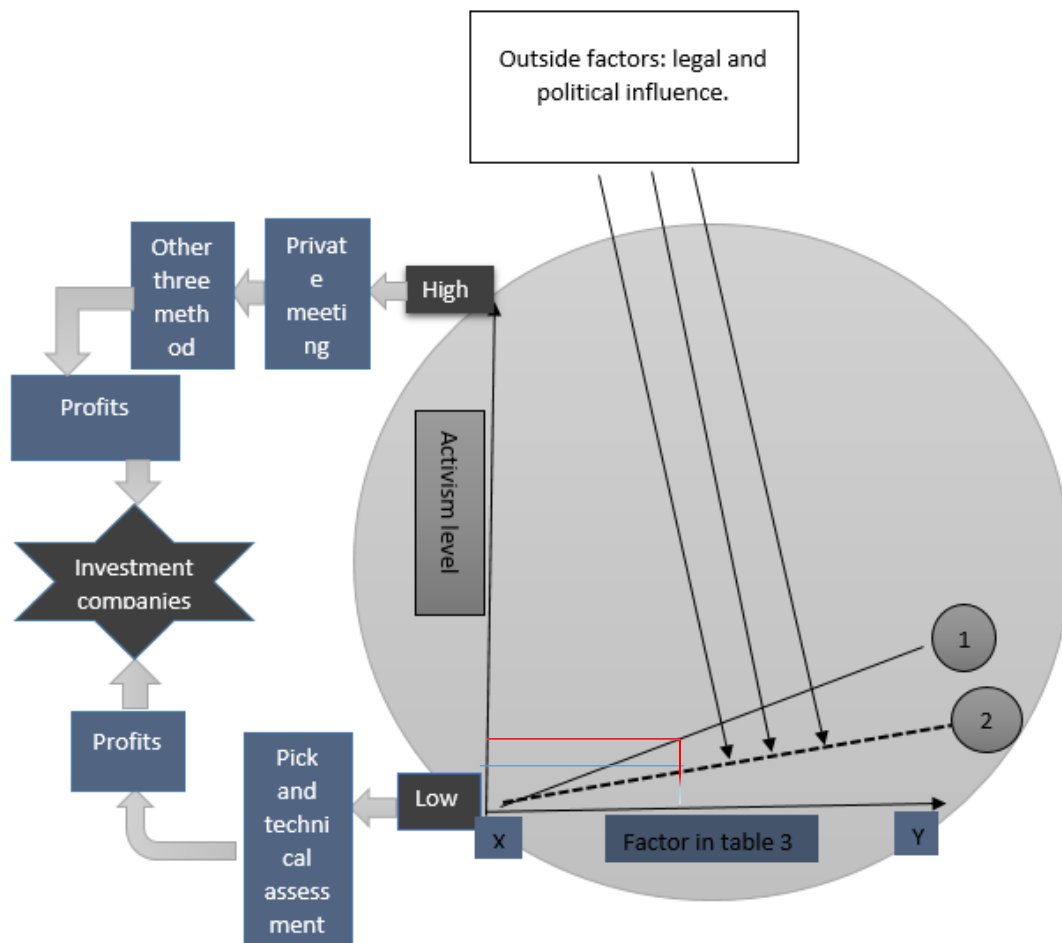 Outside factors: legal and
political influence.
Other
three
meth
od
Privat
e
meeti
ng
High
Profits
Activism level
Investment
companies
1
2
Profits
Pick
and
techni
cal
assess
ment
Low
X
Factor in table 3
Y